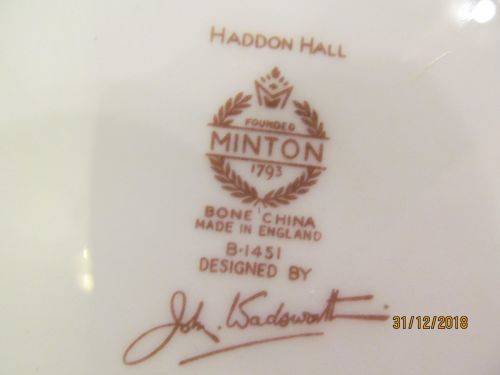 HADDON HALL
FOUNDED
MINTON
1793
BONE CHINA
MADE IN ENGLAND
B·1451
DESIGNED BY
John Wadsworth
31/12/2018